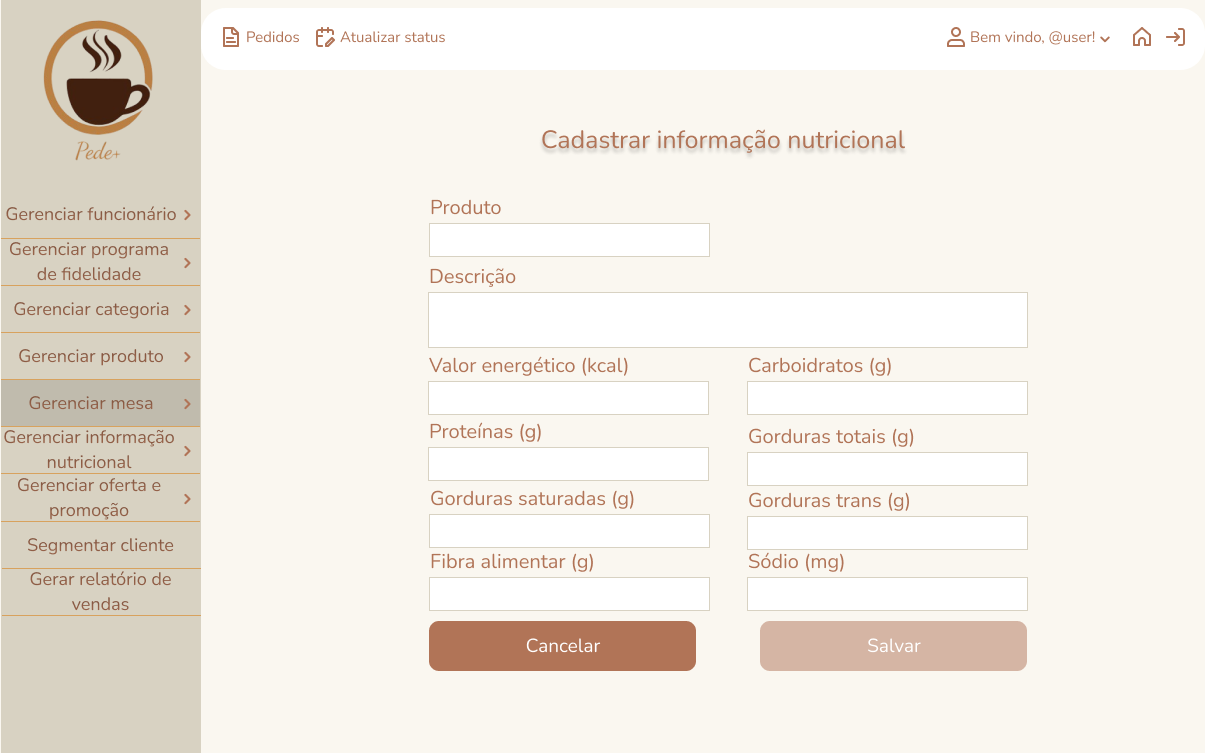 Pede+
Pedidos
Atualizar status
Bem vindo, @user!
Gerenciar funcionário
Gerenciar programa
de fidelidade
Gerenciar categoria
Gerenciar produto
Gerenciar mesa
Gerenciar informação
nutricional
Gerenciar oferta e
promoção
Segmentar cliente
Gerar relatório de
vendas
Cadastrar informação nutricional
Produto
Descrição
Valor energético (kcal)
Carboidratos (g)
Proteínas (g)
Gorduras totais (g)
Gorduras saturadas (g)
Gorduras trans (g)
Fibra alimentar (g)
Sódio (mg)
Cancelar
Salvar